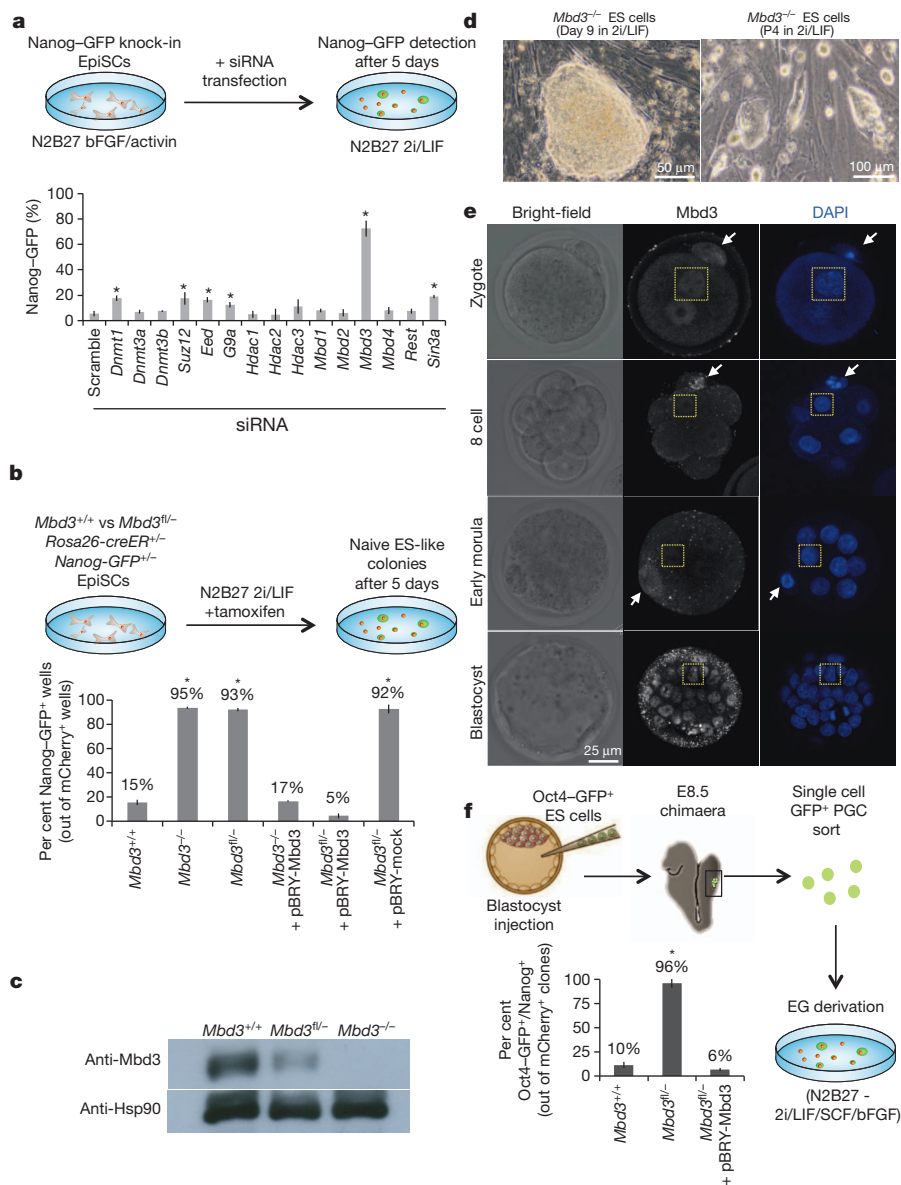 a
Nanog–GFP knock-in
EpiSCs
+ siRNA
transfection
Nanog–GFP detection
after 5 days
N2B27 bFGF/activin
N2B27 2i/LIF
Nanog–GFP (%)
100
80
60
40
20
0
*
*
*
*
*
*
Scramble
Dnmt1
Dnmt3a
Dnmt3b
Suz12
Eed
G9a
Hdac1
Hdac2
Hdac3
Mbd1
Mbd2
Mbd3
Mbd4
Rest
Sin3a
siRNA
b
Mbd3+/+ vs Mbd3fl/–
Rosa26-creER+/–
Nanog-GFP+/–
EpiSCs
N2B27 2i/LIF
+tamoxifen
Naive ES-like
colonies
after 5 days
Per cent Nanog–GFP+ wells
(out of mCherry+ wells)
100
80
60
40
20
0
15%
*
95%
*
93%
17%
5%
*
92%
Mbd3+/+
Mbd3–/–
Mbd3fl/–
Mbd3–/–
+ pBRY-Mbd3
Mbd3fl/–
+ pBRY-Mbd3
Mbd3fl/–
+ pBRY-mock
c
Mbd3+/+ Mbd3fl/– Mbd3–/–
Anti-Mbd3
Anti-Hsp90
d
Mbd3–/– ES cells
(Day 9 in 2i/LIF)
Mbd3–/– ES cells
(P4 in 2i/LIF)
50 μm
100 μm
e
Bright-field
Mbd3
DAPI
Zygote
8 cell
Early morula
Blastocyst
25 μm
f
Oct4–GFP+
ES cells
Blastocyst
injection
E8.5
chimaera
Single cell
GFP+ PGC
sort
EG derivation
(N2B27 -
2i/LIF/SCF/bFGF)
Per cent
Oct4–GFP+/Nanog+
(out of mCherry+ clones)
100
75
50
25
0
10%
*
96%
6%
Mbd3+/+
Mbd3fl/–
Mbd3fl/–
+ pBRY-Mbd3